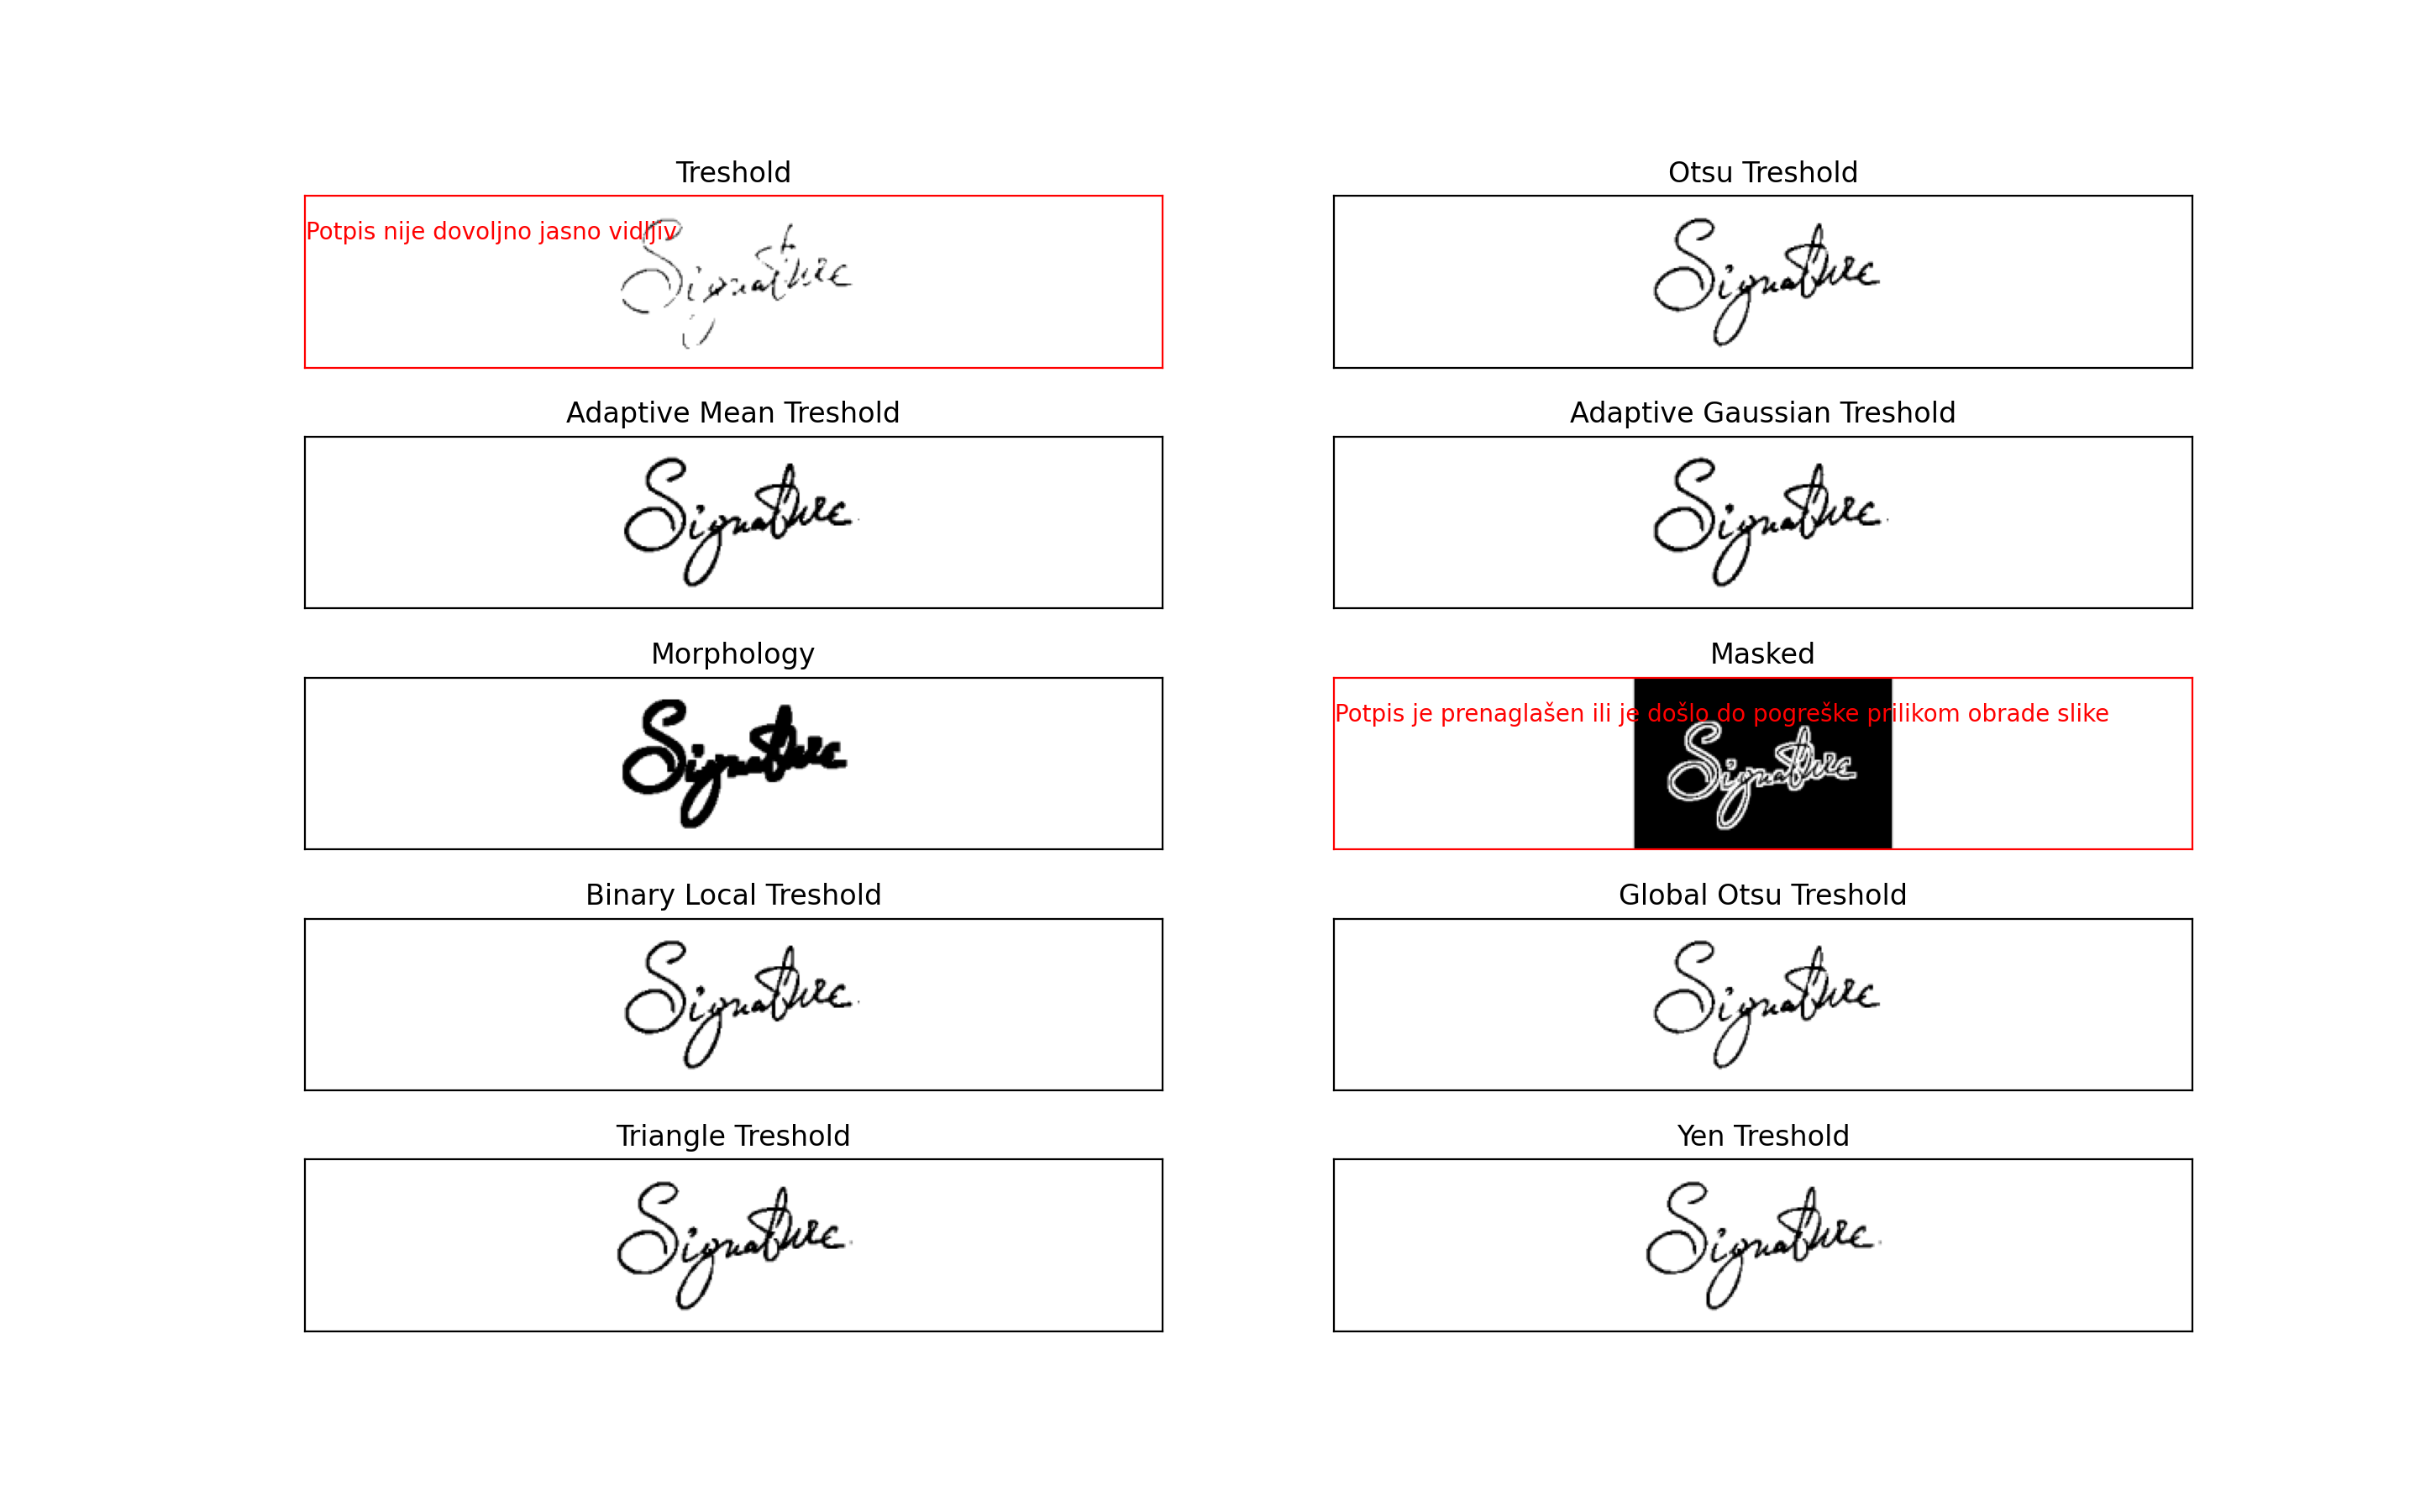 Treshold
Otsu Treshold
Potpis nije dovoljno jasno vidljiv
Signature
Signature
Adaptive Mean Treshold
Adaptive Gaussian Treshold
Signature
Signature
Morphology
Masked
Potpis je prenaglašen ili je došlo do pogreške prilikom obrade slike
Signature
Signature
Binary Local Treshold
Global Otsu Treshold
Signature
Signature
Triangle Treshold
Yen Treshold
Signature
Signature